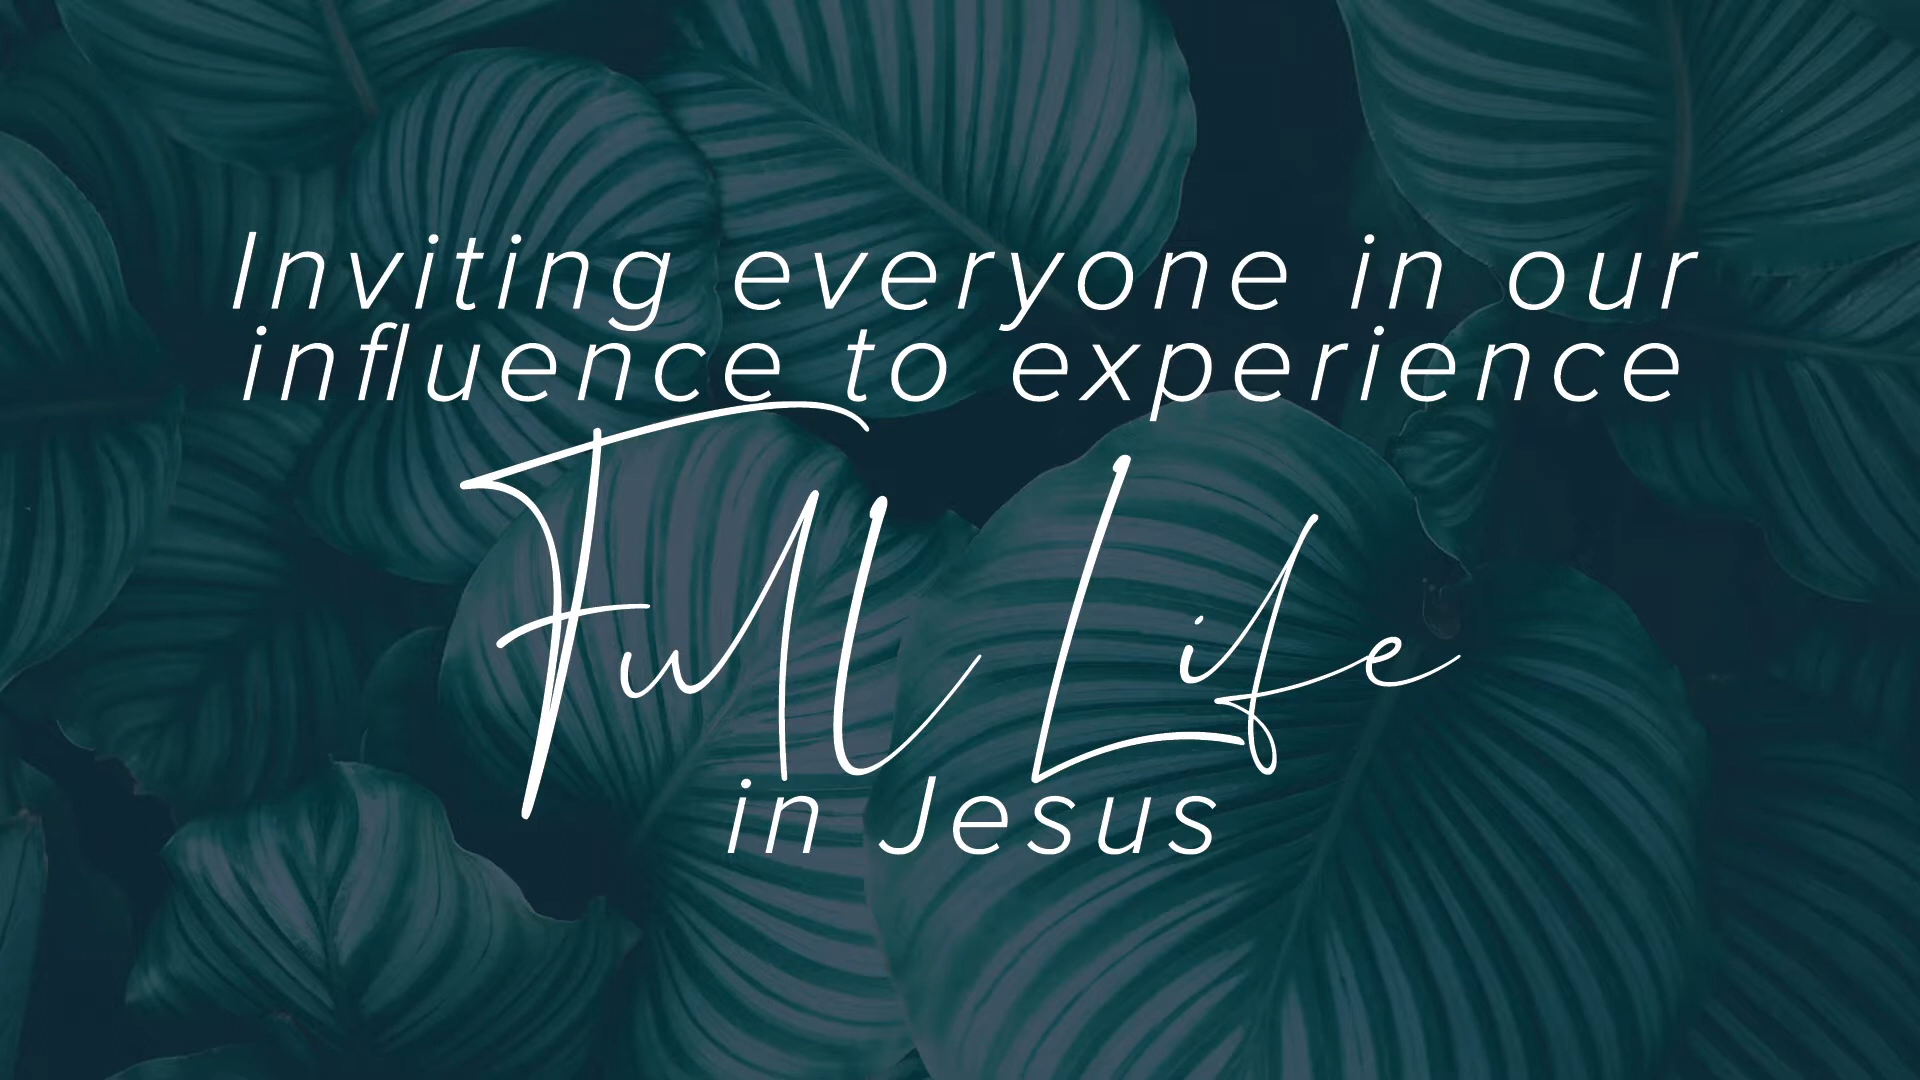 Inviting everyone in our
influence to experience
Full Life
in Jesus